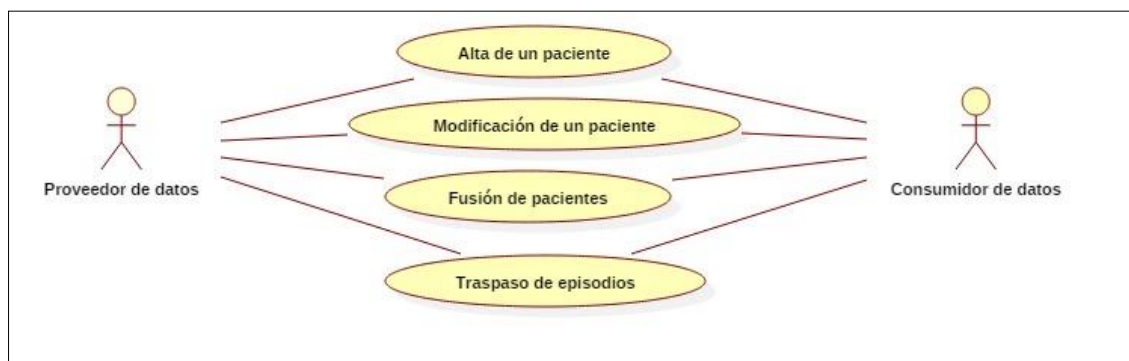 Alta de un paciente
Modificación de un paciente
Proveedor de datos
Consumidor de datos
Fusión de pacientes
Traspaso de episodios